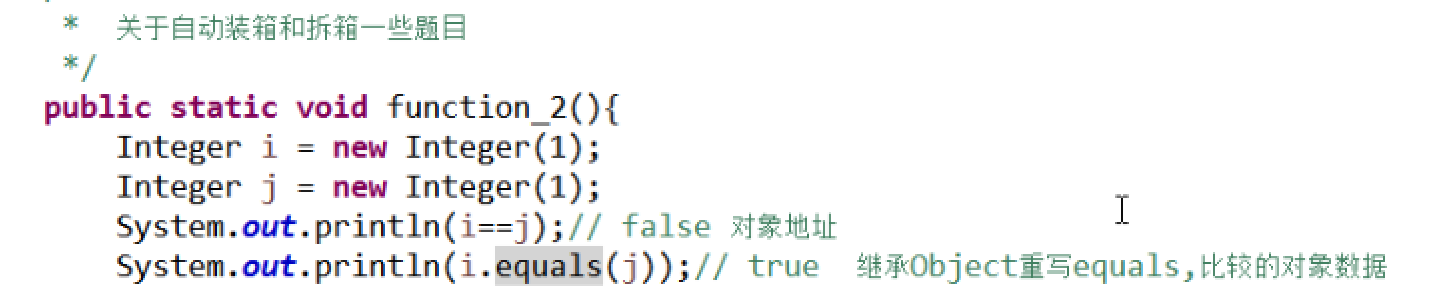 * 关于自动装箱和拆箱一些题目
*/
public static void function_2(){
Integer i = new Integer(1);
Integer j = new Integer(1);
System.out.println(i==j);// false 对象地址
System.out.println(i.equals(j));// true 继承Object重写equals,比较的对象数据